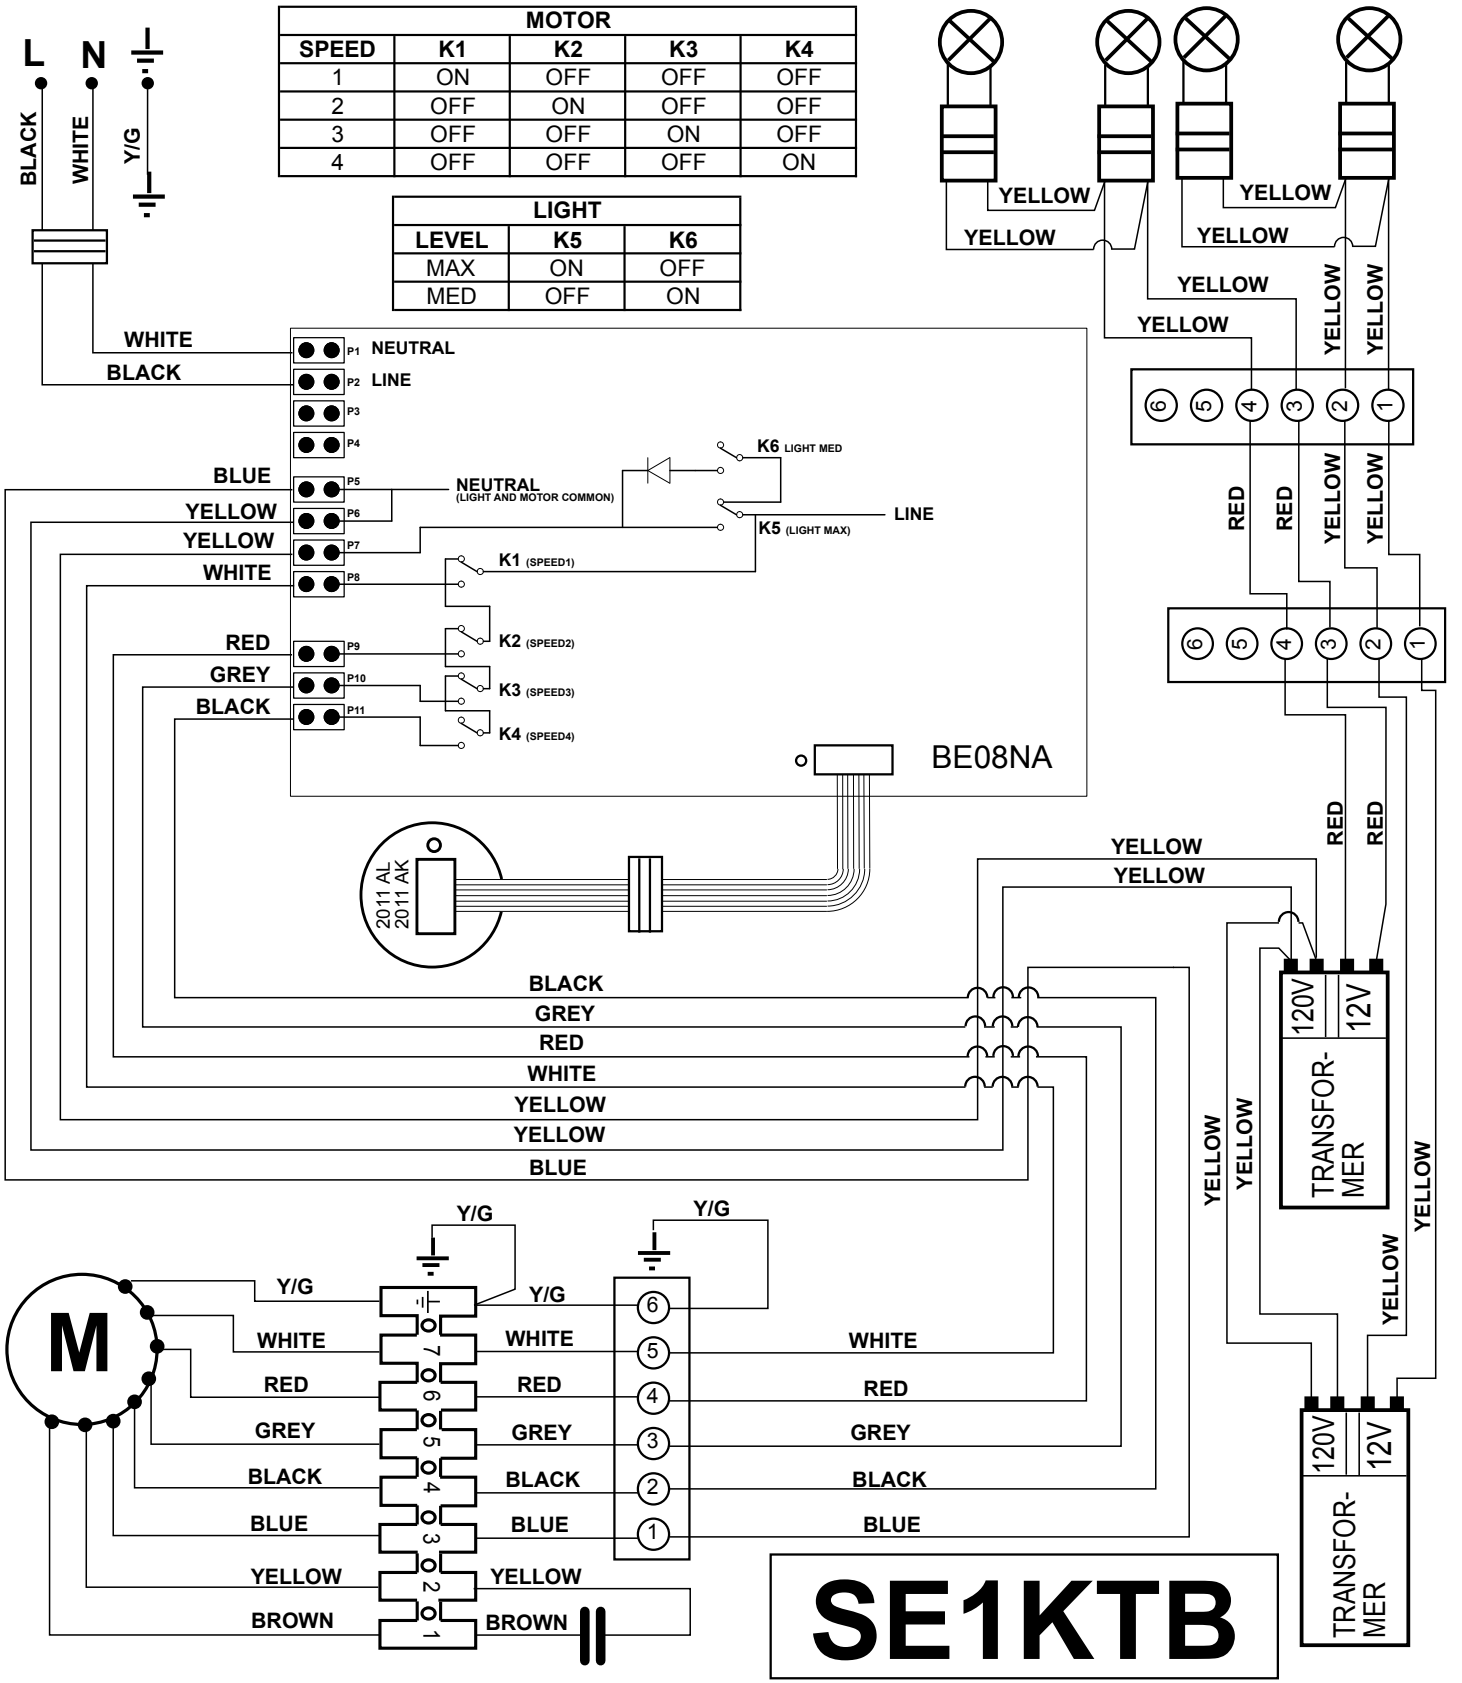 L N
BLACK
WHITE
Y/G
MOTOR
SPEED K1 K2 K3 K4
1 ON OFF OFF OFF
2 OFF ON OFF OFF
3 OFF OFF ON OFF
4 OFF OFF OFF ON
LIGHT
LEVEL K5 K6
MAX ON OFF
MED OFF ON
YELLOW
YELLOW
YELLOW
YELLOW
YELLOW
YELLOW
YELLOW
YELLOW
6 5 4 3 2 1
RED
RED
YELLOW
YELLOW
6 5 4 3 2 1
RED
RED
WHITE
BLACK
P1 NEUTRAL
P2 LINE
P3
P4
BLUE P5
YELLOW P6
YELLOW P7
WHITE P8
RED P9
GREY P10
BLACK P11
NEUTRAL
(LIGHT AND MOTOR COMMON)
K6 LIGHT MED
LINE
K5 (LIGHT MAX)
K1 (SPEED1)
K2 (SPEED2)
K3 (SPEED3)
K4 (SPEED4)
BE08NA
2011 AL
2011 AK
YELLOW
YELLOW
BLACK
GREY
RED
WHITE
YELLOW
YELLOW
BLUE
120V 12V
TRANSFOR-
MER
YELLOW
YELLOW
YELLOW
YELLOW
120V 12V
TRANSFOR-
MER
M
Y/G
Y/G
Y/G Y/G 6
WHITE 7 WHITE 5 WHITE
RED 6 RED 4 RED
GREY 5 GREY 3 GREY
BLACK 4 BLACK 2 BLACK
BLUE 3 BLUE 1 BLUE
YELLOW 2 YELLOW
BROWN 1 BROWN
SE1KTB